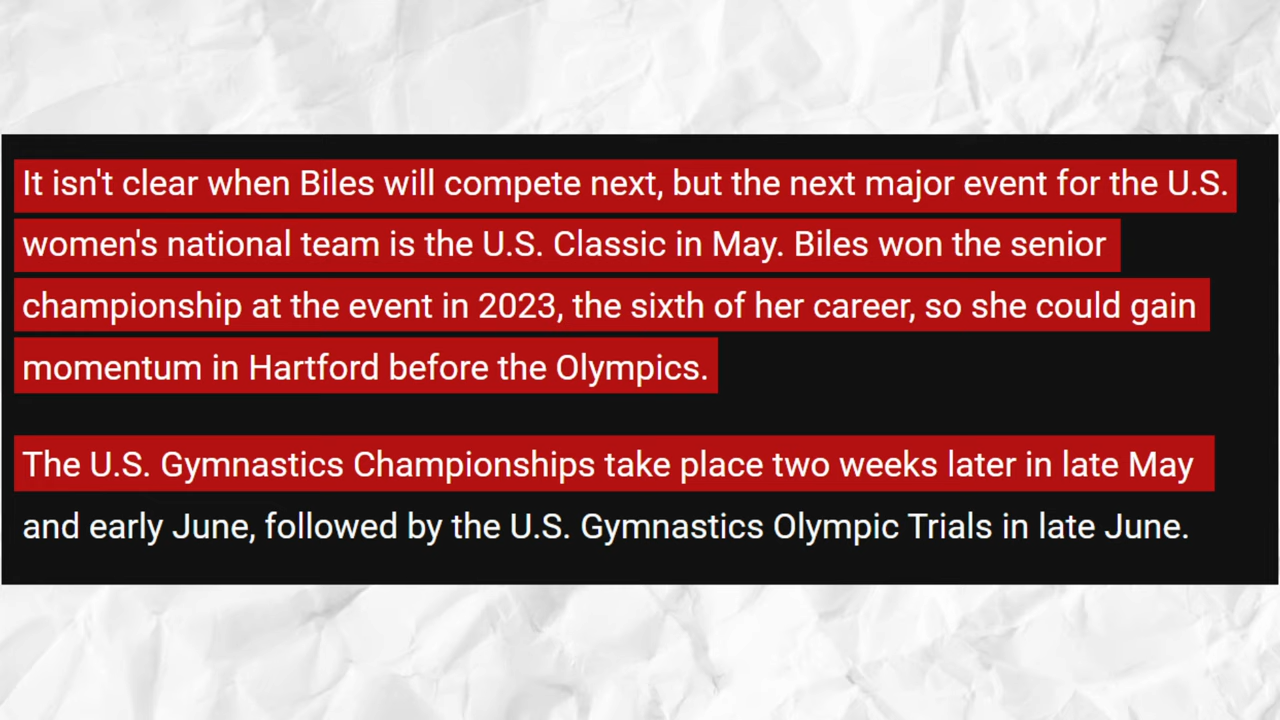 It isn't clear when Biles will compete next, but the next major event for the U.S.
women's national team is the U.S. Classic in May. Biles won the senior
championship at the event in 2023, the sixth of her career, so she could gain
momentum in Hartford before the Olympics.
The U.S. Gymnastics Championships take place two weeks later in late May
and early June, followed by the U.S. Gymnastics Olympic Trials in late June.